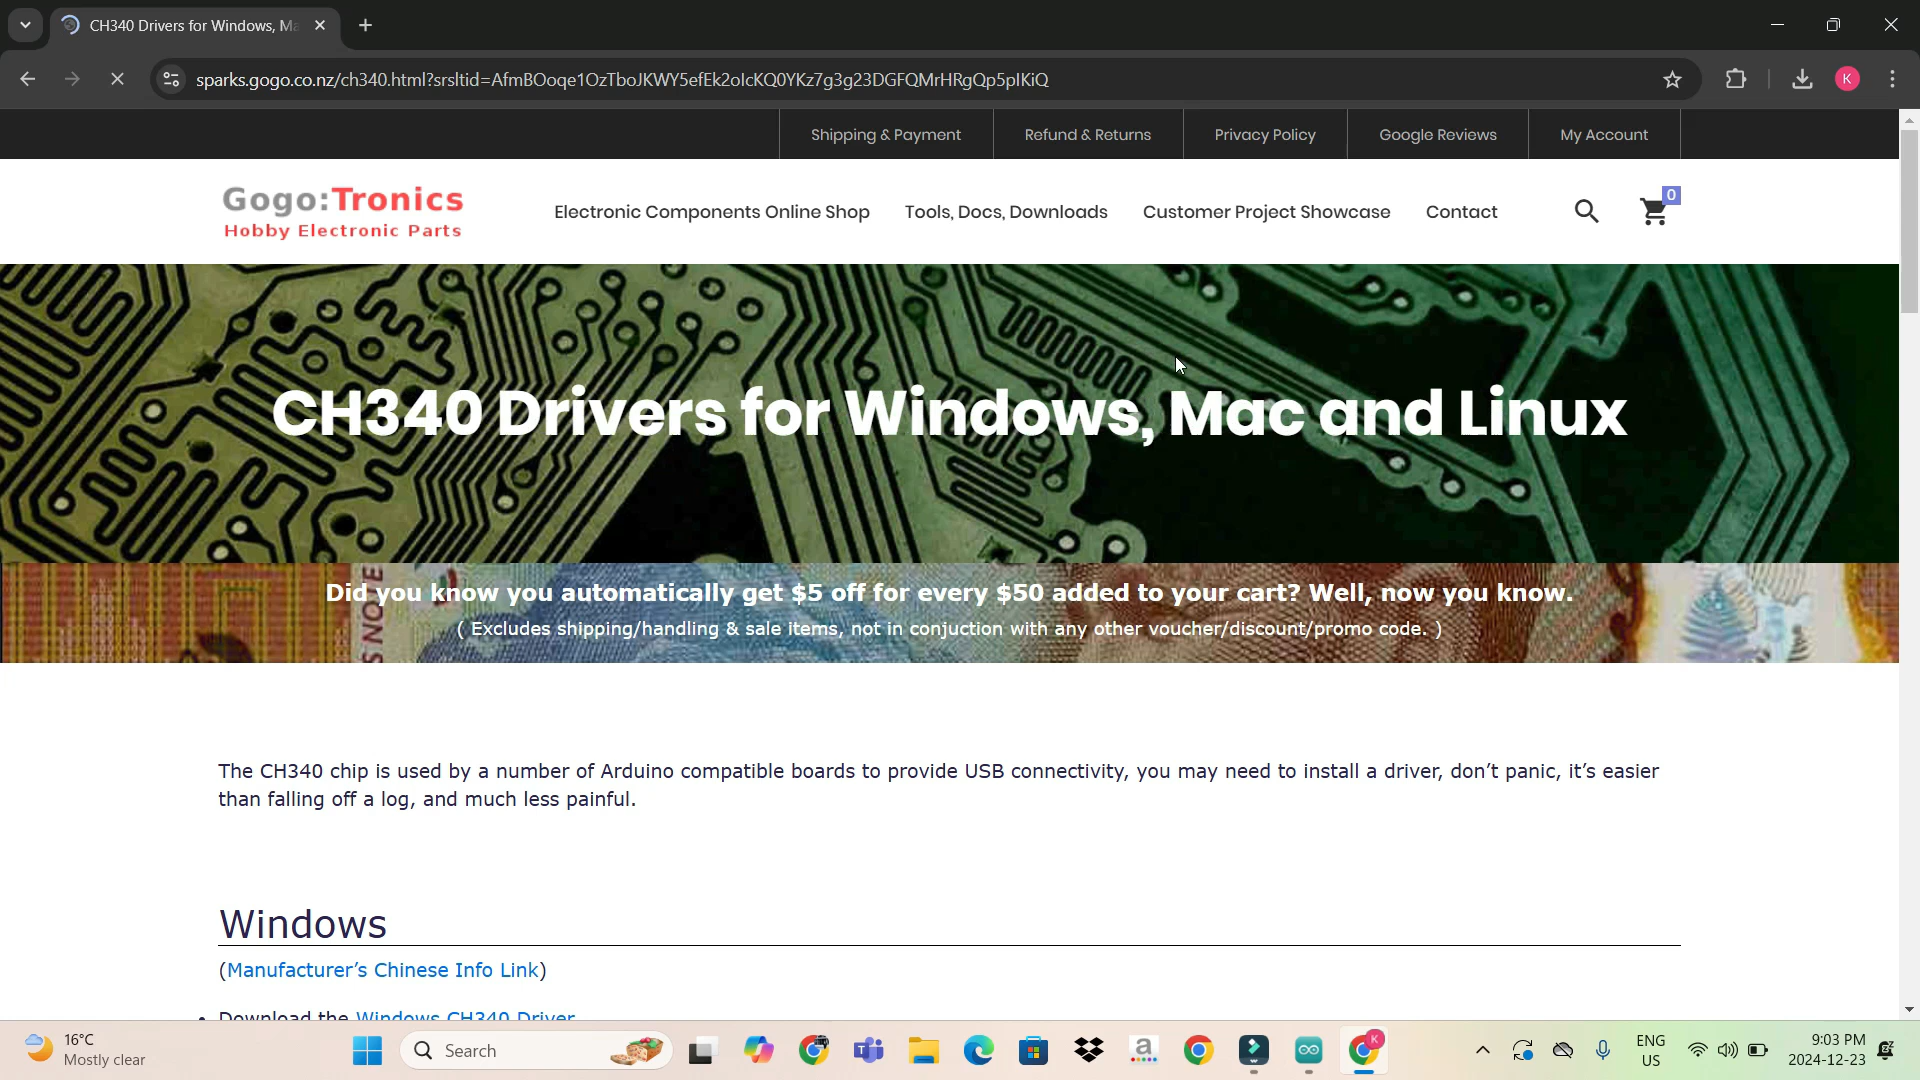 CH340 Drivers for Windows, Ma
sparks.gogo.co.nz/ch340.html?srsltid=AfmBOoqe1OzTboJKWY5efEk2olcKQ0YKz7g3g23DGFQMrHRgQp5pIKiQ
K
Shipping & Payment
Refund & Returns
Privacy Policy
Google Reviews
My Account
Gogo:Tronics
Hobby Electronic Parts
Electronic Components Online Shop
Tools, Docs, Downloads
Customer Project Showcase
Contact
0
CH340 Drivers for Windows, Mac and Linux
Did you know you automatically get $5 off for every $50 added to your cart? Well, now you know.
( Excludes shipping/handling & sale items, not in conjuction with any other voucher/discount/promo code. )
The CH340 chip is used by a number of Arduino compatible boards to provide USB connectivity, you may need to install a driver, don’t panic, it’s easier
than falling off a log, and much less painful.
Windows
(Manufacturer’s Chinese Info Link)
Download the Windows CH340 Driver
16°C
Mostly clear
Search
ENG
US
9:03 PM
2024-12-23